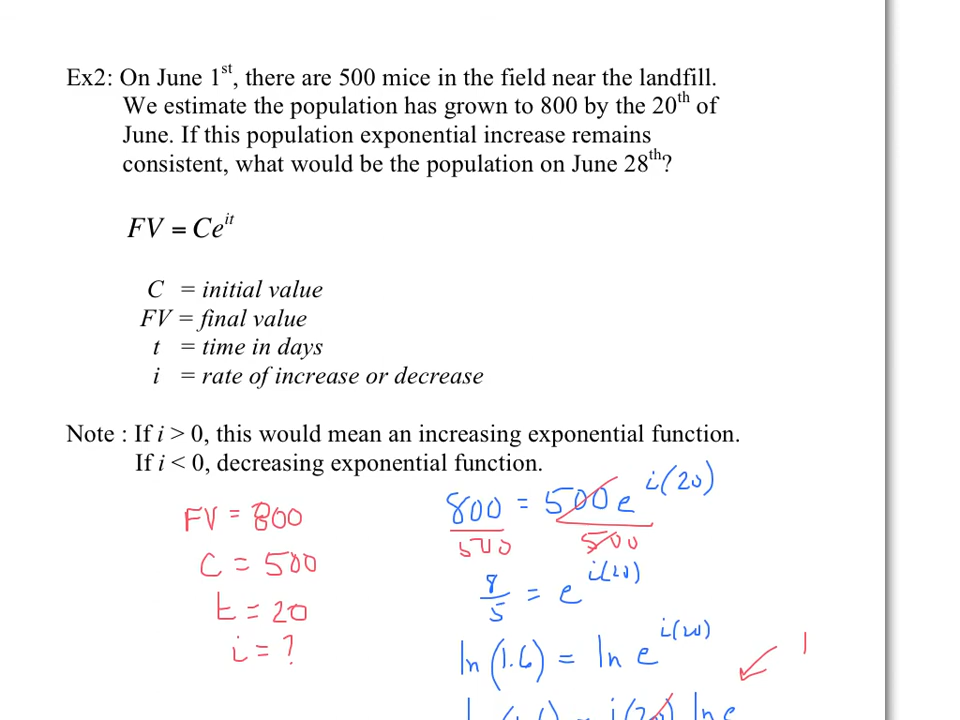 Ex2: On June 1st, there are 500 mice in the field near the landfill.
We estimate the population has grown to 800 by the 20th of
June. If this population exponential increase remains
consistent, what would be the population on June 28th?
FV = Ce^{it}
C = initial value
FV = final value
t = time in days
i = rate of increase or decrease
Note : If i > 0, this would mean an increasing exponential function.
If i < 0, decreasing exponential function.
FV = 800
C = 500
t = 20
i = ?
800 = 500e^{i(20)}
500 500
8/5 = e^{i(20)}
ln(1.6) = ln e^{i(20)}
1
i(20) ln e